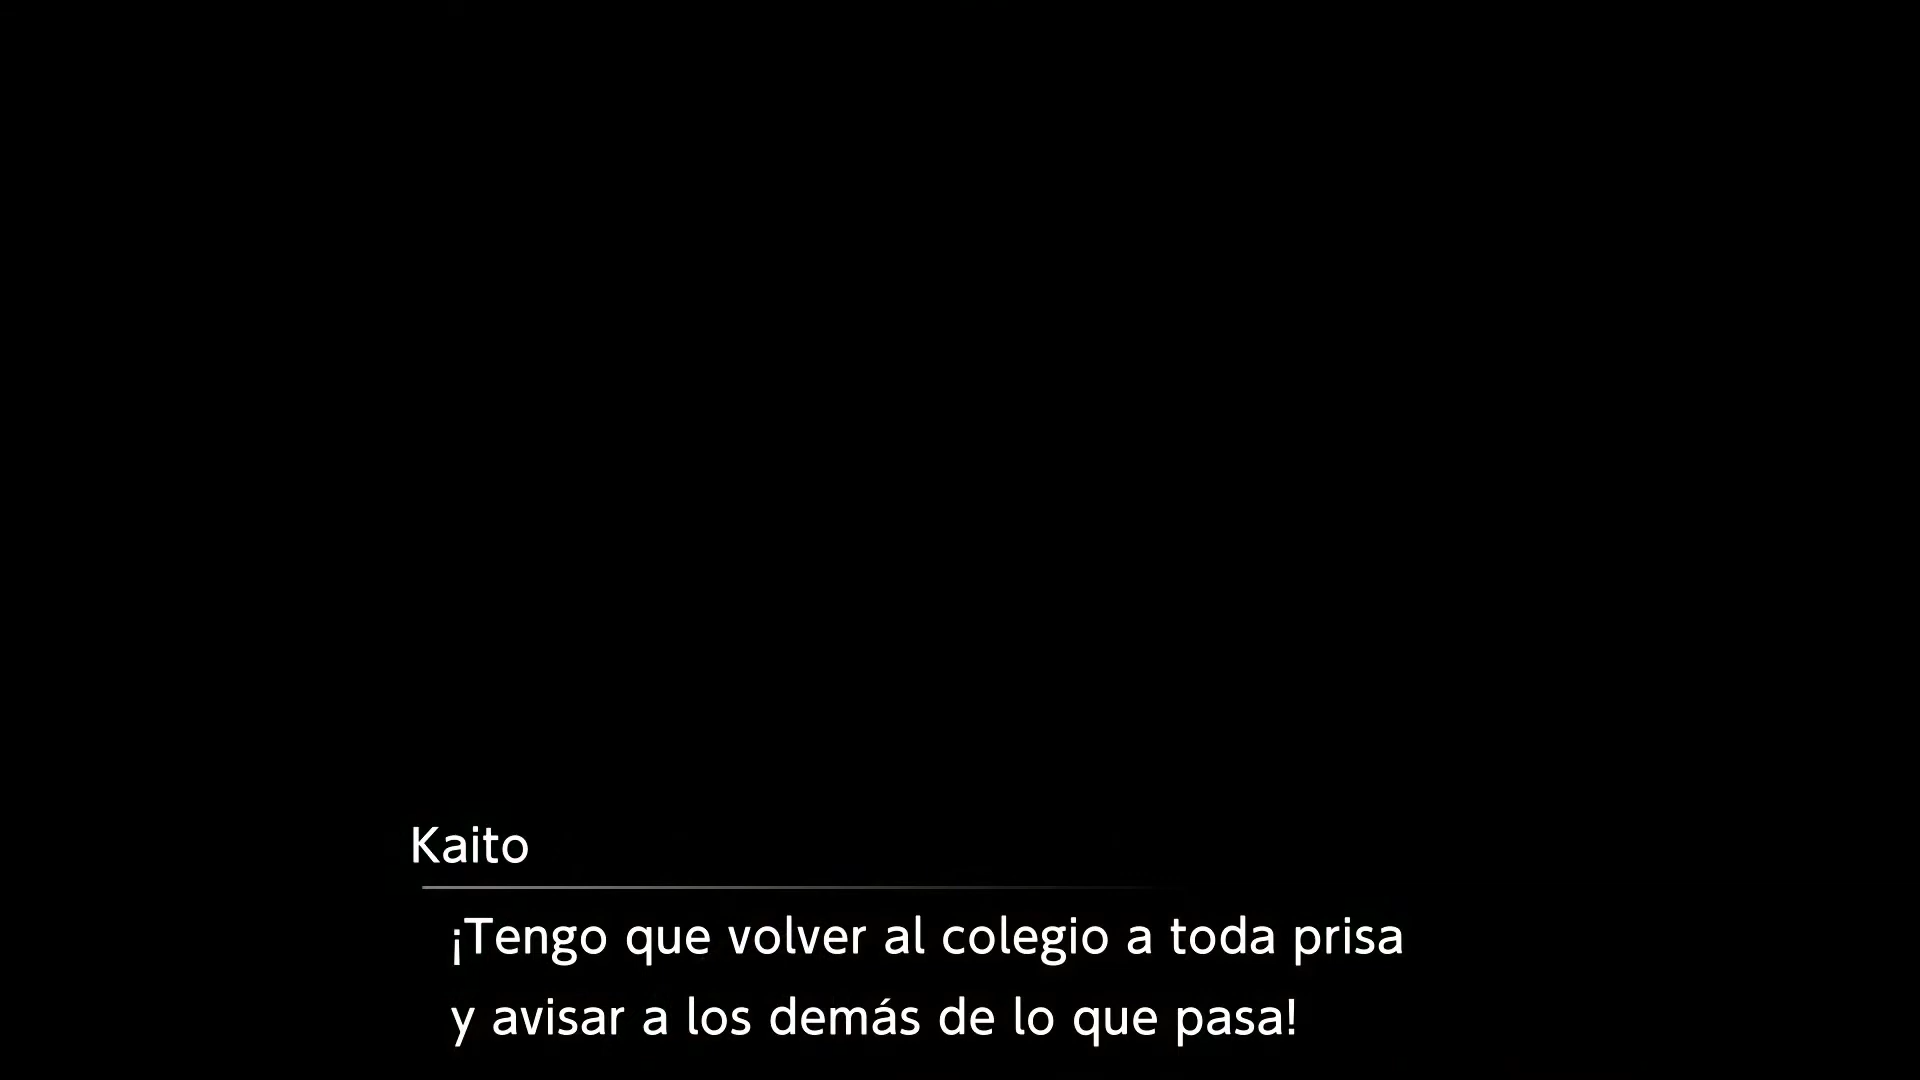 Kaito
¡Tengo que volver al colegio a toda prisa
y avisar a los demás de lo que pasa!